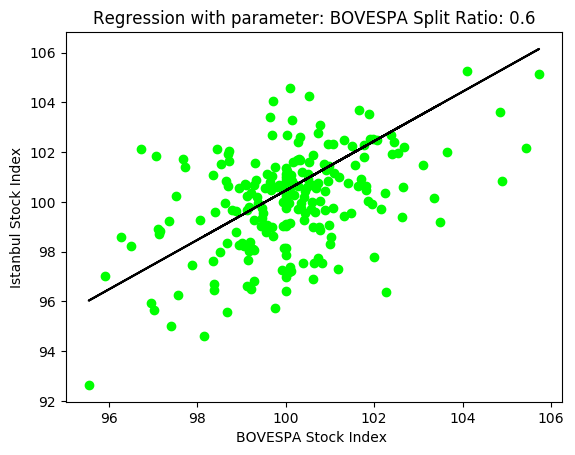 Regression with parameter: BOVESPA Split Ratio: 0.6
106
104
102
100
98
96
94
92
Istanbul Stock Index
96 98 100 102 104 106
BOVESPA Stock Index